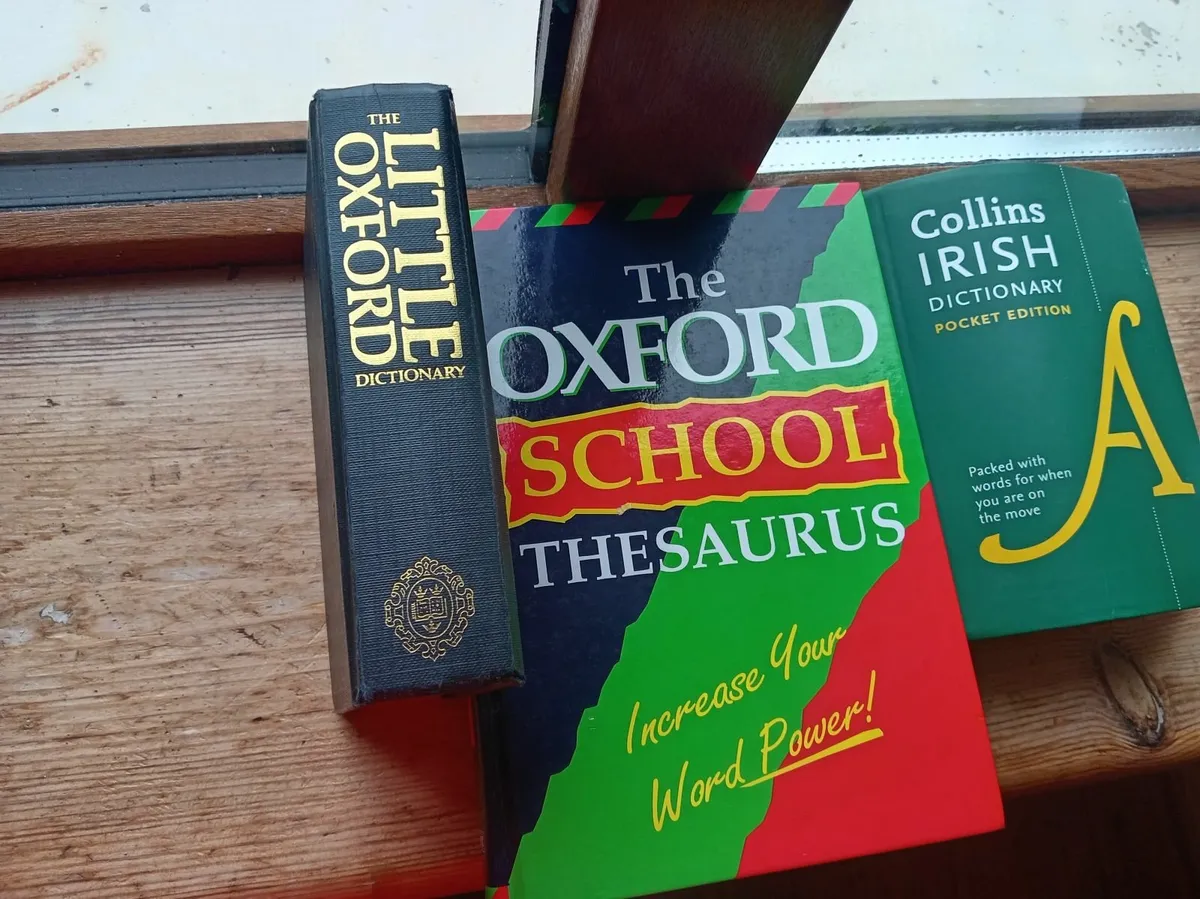 THE
LITTLE
OXFORD
DICTIONARY
The
OXFORD
SCHOOL
THESAURUS
Increase Your
Word Power!
Collins
IRISH
DICTIONARY
POCKET EDITION
A
Packed with
words for when
you are on
the move